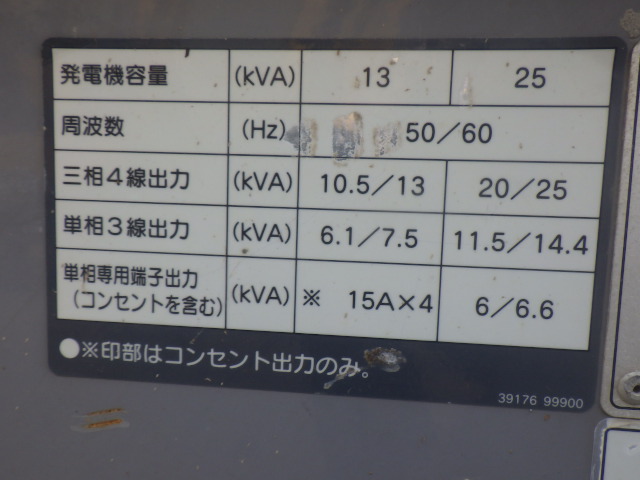 発電機容量 (kVA) 13 25
周波数 (Hz) 50／60
三相4線出力 (kVA) 10.5／13 20／25
単相3線出力 (kVA) 6.1／7.5 11.5／14.4
単相専用端子出力
(コンセントを含む) (kVA) ※ 15A×4 6／6.6
●※印部はコンセント出力のみ。
39176 99900